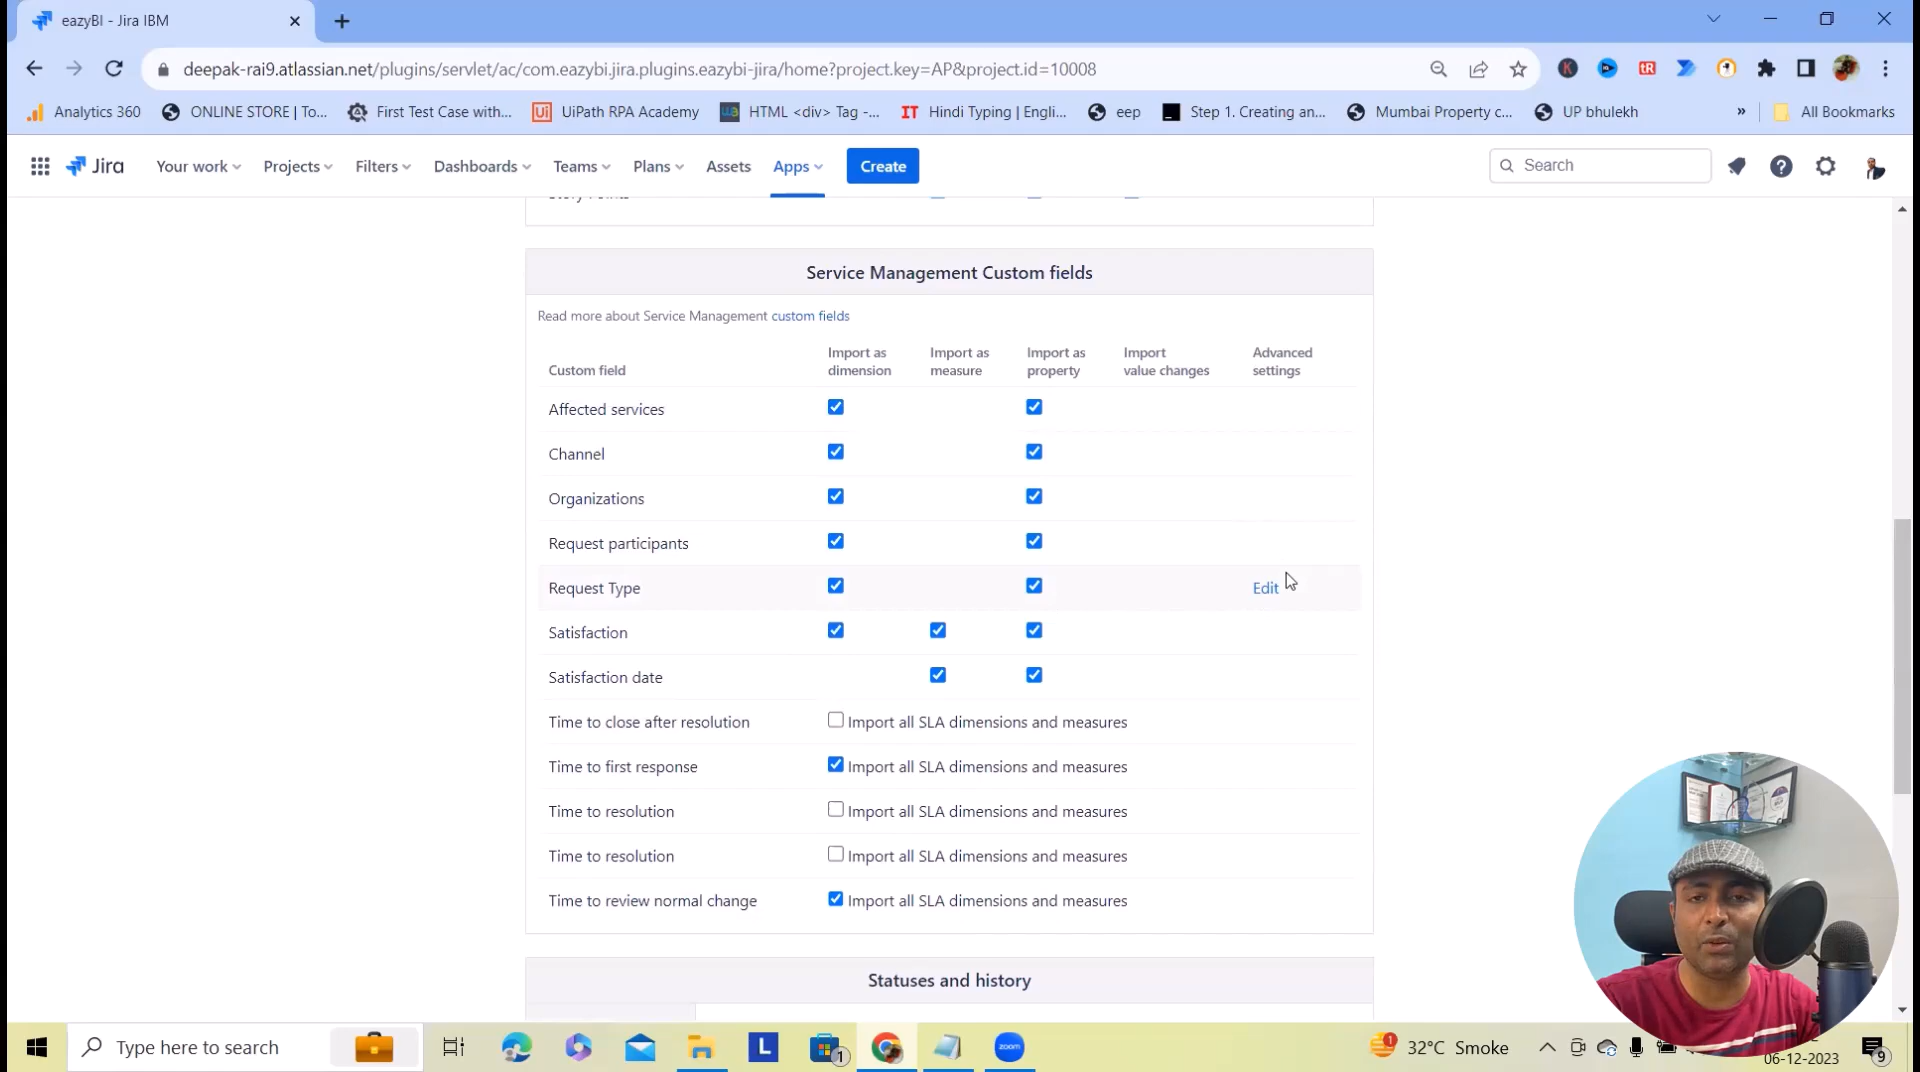 eazyBI - Jira IBM
deepak-rai9.atlassian.net/plugins/servlet/ac/com.eazybi.jira.plugins.eazybi-jira/home?project.key=AP&project.id=10008
Analytics 360 ONLINE STORE | To... First Test Case with... UiPath RPA Academy HTML <div> Tag -... Hindi Typing | Engli... eep Step 1. Creating an... Mumbai Property c... UP bhulekh » All Bookmarks
Jira Your work Projects Filters Dashboards Teams Plans Assets Apps Create Search
Story Points
Service Management Custom fields
Read more about Service Management custom fields
Custom field Import as dimension Import as measure Import as property Import value changes Advanced settings
Affected services
Channel
Organizations
Request participants
Request Type Edit
Satisfaction
Satisfaction date
Time to close after resolution Import all SLA dimensions and measures
Time to first response Import all SLA dimensions and measures
Time to resolution Import all SLA dimensions and measures
Time to resolution Import all SLA dimensions and measures
Time to review normal change Import all SLA dimensions and measures
Statuses and history
Type here to search L 1 zoom 1 32°C Smoke 9
06-12-2023